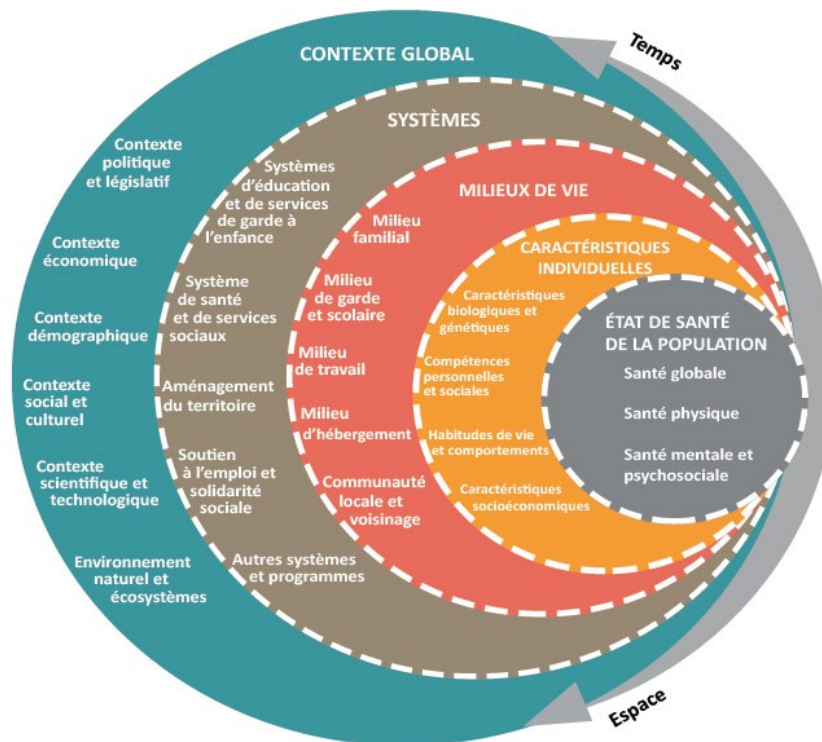 CONTEXTE GLOBAL
Contexte
politique
et législatif
Contexte
économique
Contexte
démographique
Contexte
social et
culturel
Contexte
scientifique et
technologique
Environnement
naturel et
écosystèmes
SYSTÈMES
Systèmes
d'éducation
et de services
de garde à
l'enfance
Système
de santé
et de services
sociaux
Aménagement
du territoire
Soutien
à l'emploi et
solidarité
sociale
Autres systèmes
et programmes
MILIEUX DE VIE
Milieu
familial
Milieu
de garde
et scolaire
Milieu
de travail
Milieu
d'hébergement
Communauté
locale et
voisinage
CARACTÉRISTIQUES
INDIVIDUELLES
Caractéristiques
biologiques et
génétiques
Compétences
personnelles
et sociales
Habitudes de vie
et comportements
Caractéristiques
socioéconomiques
ÉTAT DE SANTÉ
DE LA POPULATION
Santé globale
Santé physique
Santé mentale et
psychosociale
Temps
Espace